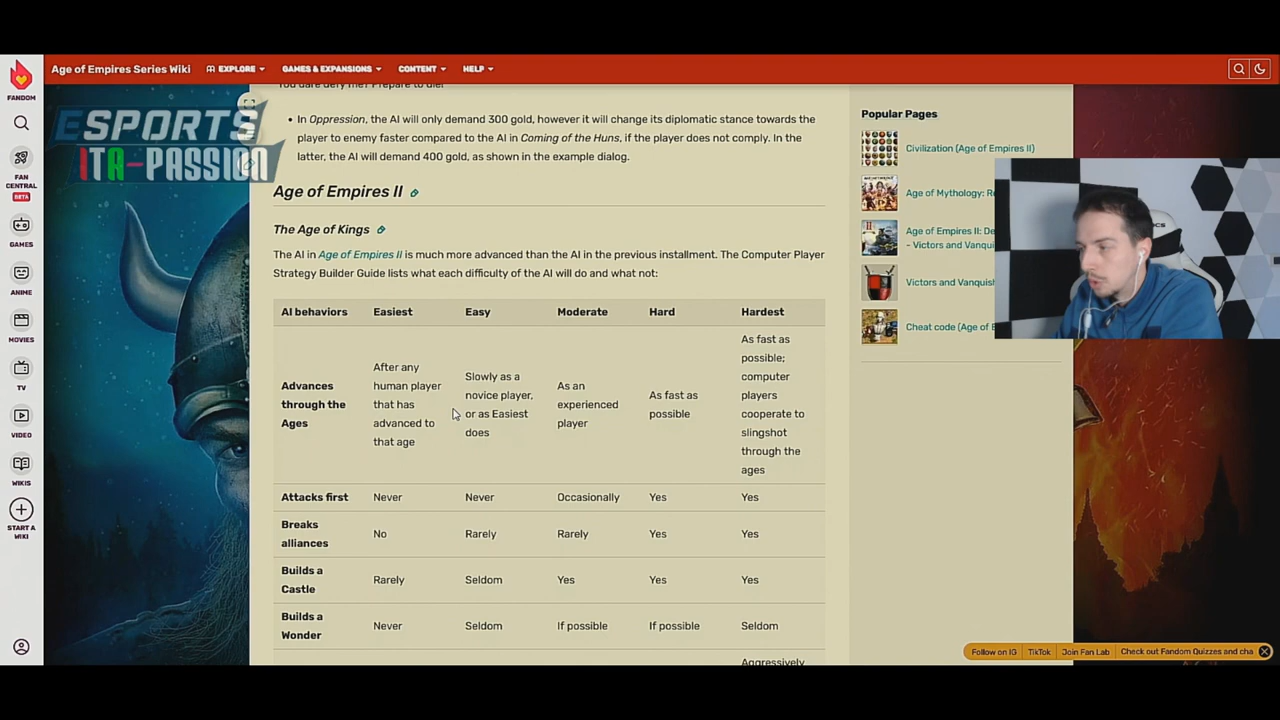 FANDOM
FAN
CENTRAL
BETA
GAMES
ANIME
MOVIES
TV
VIDEO
WIKIS
START A
WIKI
Age of Empires Series Wiki
EXPLORE
GAMES & EXPANSIONS
CONTENT
HELP
ESPORTS
ITA-PASSION
You dare defy me? Prepare to die!
• In Oppression, the AI will only demand 300 gold, however it will change its diplomatic stance towards the
player to enemy faster compared to the AI in Coming of the Huns, if the player does not comply. In the
latter, the AI will demand 400 gold, as shown in the example dialog.
Age of Empires II
The Age of Kings
The AI in Age of Empires II is much more advanced than the AI in the previous installment. The Computer Player
Strategy Builder Guide lists what each difficulty of the AI will do and what not:
AI behaviors Easiest Easy Moderate Hard Hardest
Advances
through the
Ages
After any
human player
that has
advanced to
that age
Slowly as a
novice player,
or as Easiest
does
As an
experienced
player
As fast as
possible
As fast as
possible;
computer
players
cooperate to
slingshot
through the
ages
Attacks first Never Never Occasionally Yes Yes
Breaks
alliances
No Rarely Rarely Yes Yes
Builds a
Castle
Rarely Seldom Yes Yes Yes
Builds a
Wonder
Never Seldom If possible If possible Seldom
Aggressively
Popular Pages
Civilization (Age of Empires II)
Age of Mythology: R
Age of Empires II: De
- Victors and Vanqui
Victors and Vanquish
Cheat code (Age of E
Follow on IG
TikTok
Join Fan Lab
Check out Fandom Quizzes and cha